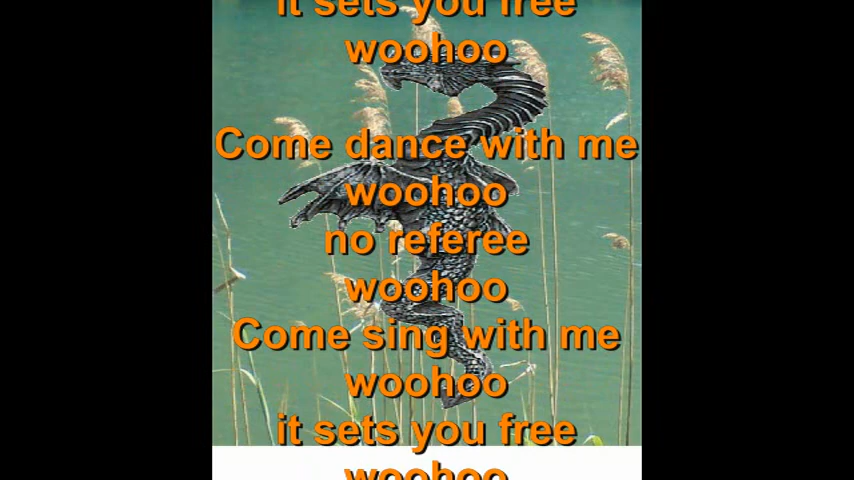 it sets you free
woohoo
Come dance with me
woohoo
no referee
woohoo
Come sing with me
woohoo
it sets you free
woohoo